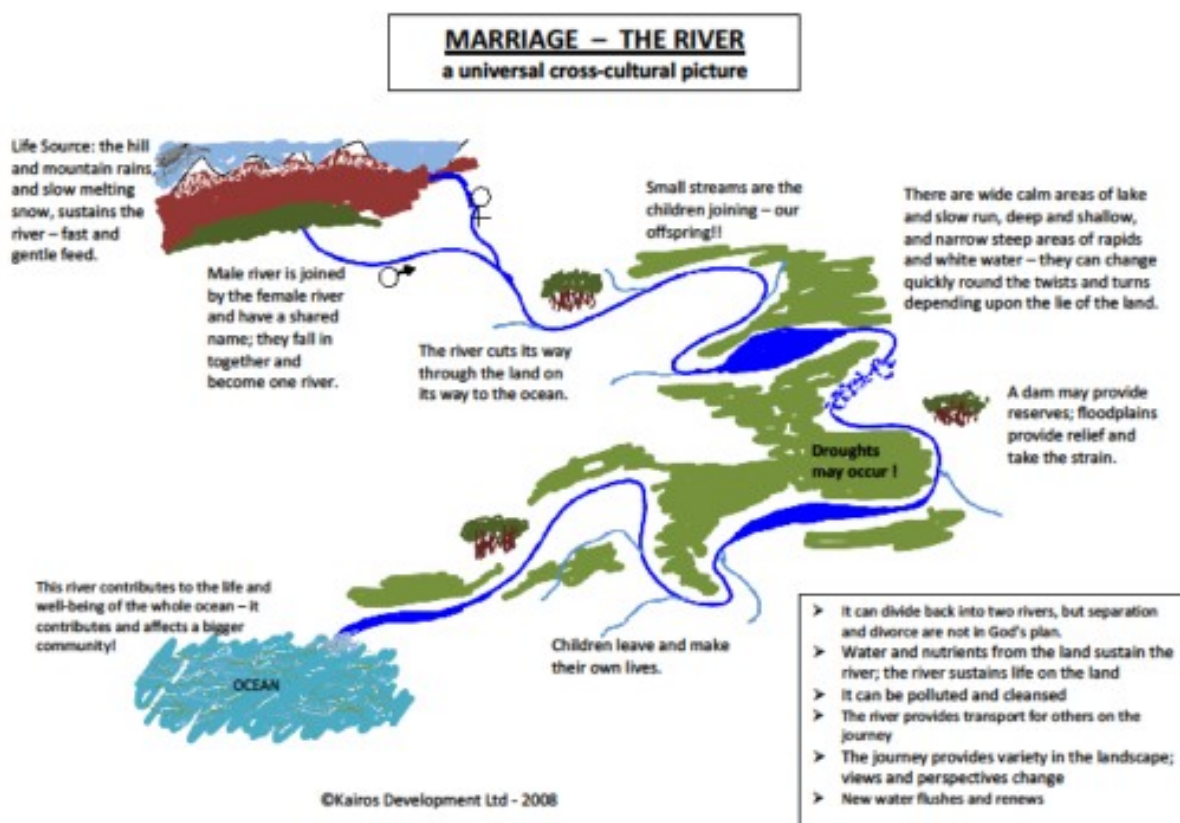 MARRIAGE – THE RIVER
a universal cross-cultural picture
Life Source: the hill
and mountain rains
and slow melting
snow, sustains the
river – fast and
gentle feed.
Male river is joined
by the female river
and have a shared
name; they fall in
together and
become one river.
The river cuts its way
through the land on
its way to the ocean.
Small streams are the
children joining – our
offspring!!
There are wide calm areas of lake
and slow run, deep and shallow,
and narrow steep areas of rapids
and white water – they can change
quickly round the twists and turns
depending upon the lie of the land.
A dam may provide
reserves; floodplains
provide relief and
take the strain.
Droughts
may occur !
This river contributes to the life and
well-being of the whole ocean – it
contributes and affects a bigger
community!
OCEAN
Children leave and make
their own lives.
➢ It can divide back into two rivers, but separation
and divorce are not in God's plan.
➢ Water and nutrients from the land sustain the
river; the river sustains life on the land
➢ It can be polluted and cleansed
➢ The river provides transport for others on the
journey
➢ The journey provides variety in the landscape;
views and perspectives change
➢ New water flushes and renews
©Kairos Development Ltd - 2008